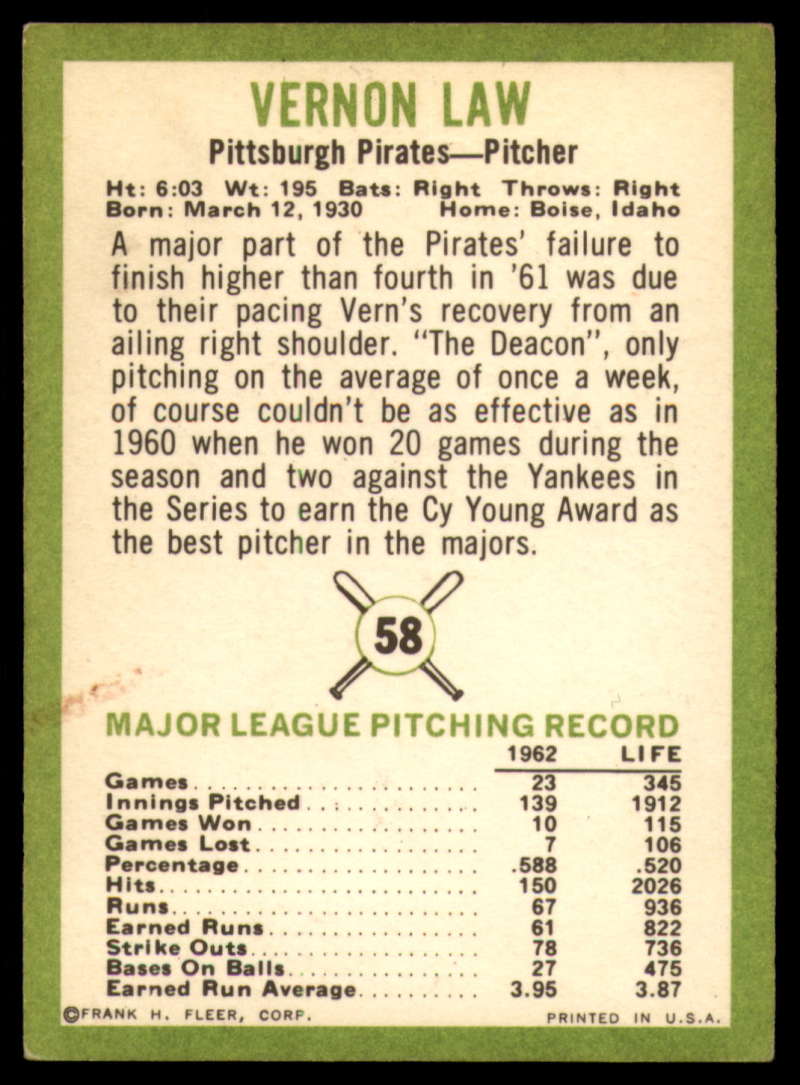 VERNON LAW
Pittsburgh Pirates—Pitcher
Ht: 6:03 Wt: 195 Bats: Right Throws: Right
Born: March 12, 1930 Home: Boise, Idaho
A major part of the Pirates' failure to
finish higher than fourth in '61 was due
to their pacing Vern's recovery from an
ailing right shoulder. "The Deacon", only
pitching on the average of once a week,
of course couldn't be as effective as in
1960 when he won 20 games during the
season and two against the Yankees in
the Series to earn the Cy Young Award as
the best pitcher in the majors.
58
MAJOR LEAGUE PITCHING RECORD
1962 LIFE
Games 23 345
Innings Pitched 139 1912
Games Won 10 115
Games Lost 7 106
Percentage .588 .520
Hits 150 2026
Runs 67 936
Earned Runs 61 822
Strike Outs 78 736
Bases On Balls 27 475
Earned Run Average 3.95 3.87
©FRANK H. FLEER, CORP. PRINTED IN U.S.A.